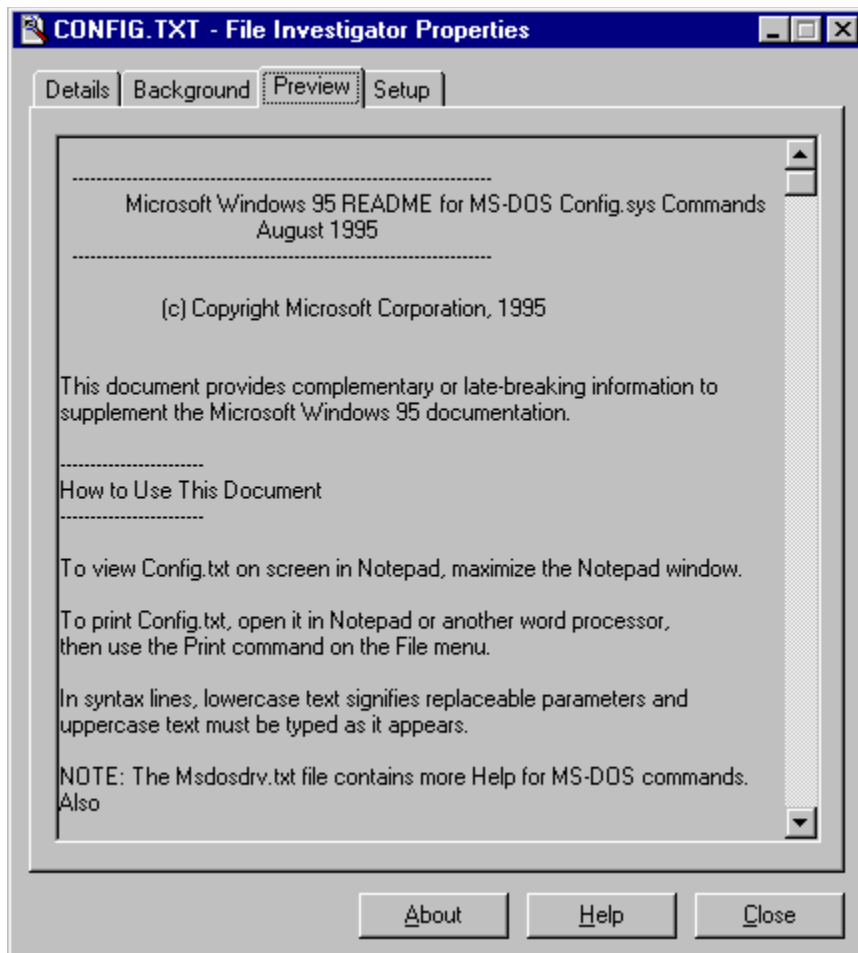 CONFIG.TXT - File Investigator Properties
Details Background Preview Setup
----------------------------------------------------------------------
Microsoft Windows 95 README for MS-DOS Config.sys Commands
August 1995
----------------------------------------------------------------------
(c) Copyright Microsoft Corporation, 1995
This document provides complementary or late-breaking information to
supplement the Microsoft Windows 95 documentation.
------------------------
How to Use This Document
------------------------
To view Config.txt on screen in Notepad, maximize the Notepad window.
To print Config.txt, open it in Notepad or another word processor,
then use the Print command on the File menu.
In syntax lines, lowercase text signifies replaceable parameters and
uppercase text must be typed as it appears.
NOTE: The Msdosdrv.txt file contains more Help for MS-DOS commands.
Also
About Help Close